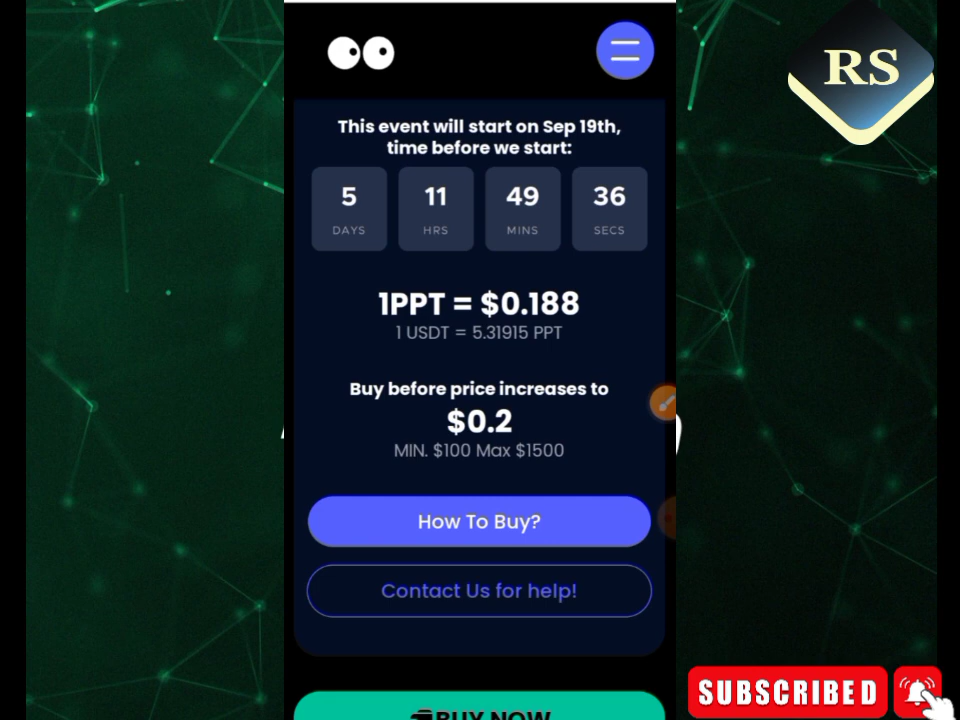 RS
This event will start on Sep 19th,
time before we start:
5 11 49 36
DAYS HRS MINS SECS
1PPT = $0.188
1 USDT = 5.31915 PPT
Buy before price increases to
$0.2
MIN. $100 Max $1500
How To Buy?
Contact Us for help!
BUY NOW
SUBSCRIBED